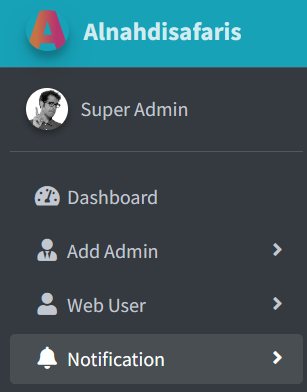 Alnahdisafaris
Super Admin
Dashboard
Add Admin
Web User
Notification